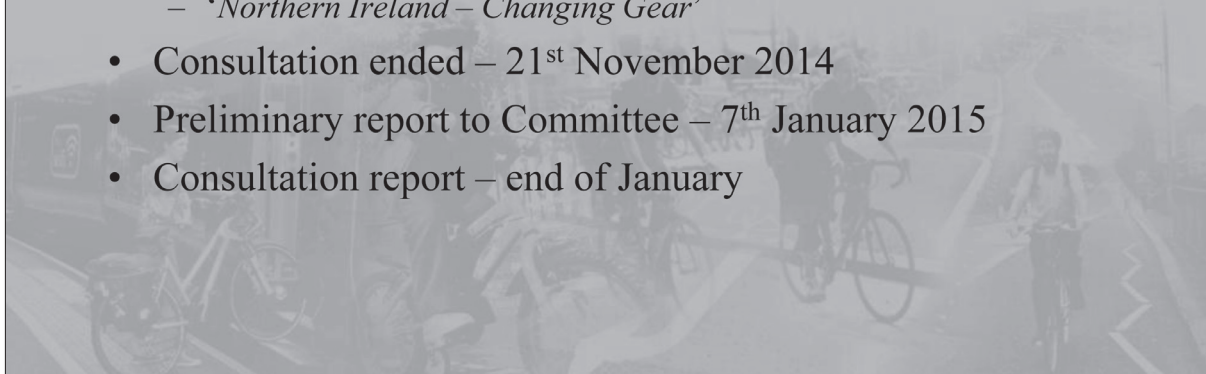 – ‘Northern Ireland – Changing Gear’
• Consultation ended – 21st November 2014
• Preliminary report to Committee – 7th January 2015
• Consultation report – end of January